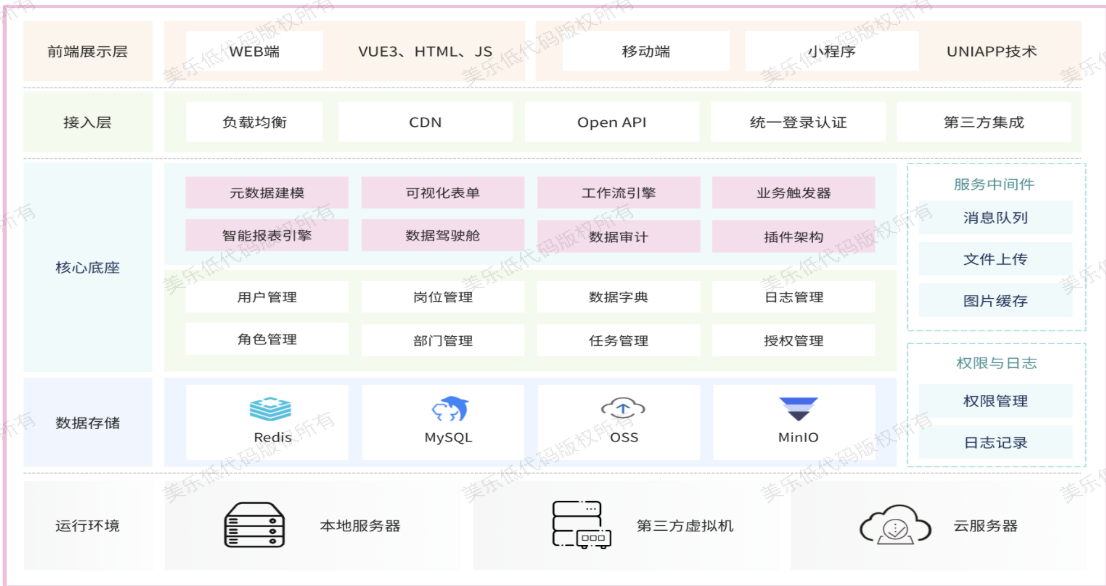 前端展示层
WEB端 VUE3、HTML、JS 移动端 小程序 UNIAPP技术
接入层
负载均衡 CDN Open API 统一登录认证 第三方集成
核心底座
元数据建模 可视化表单 工作流引擎 业务触发器
智能报表引擎 数据驾驶舱 数据审计 插件架构
用户管理 岗位管理 数据字典 日志管理
角色管理 部门管理 任务管理 授权管理
服务中间件
消息队列
文件上传
图片缓存
权限与日志
权限管理
日志记录
数据存储
Redis MySQL OSS MinIO
运行环境
本地服务器 第三方虚拟机 云服务器
美乐低代码版权所有